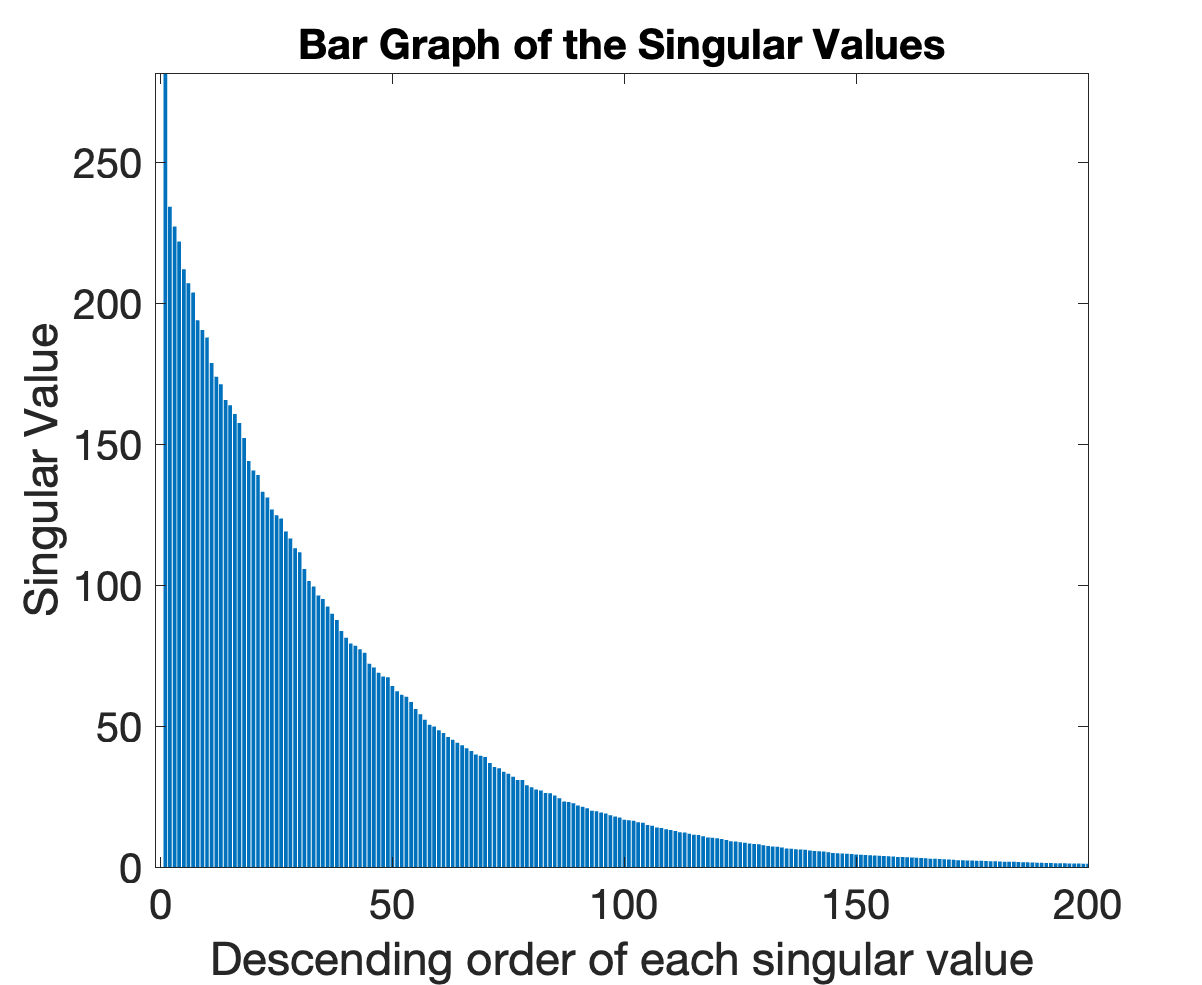 Bar Graph of the Singular Values
Singular Value
250
200
150
100
50
0
0 50 100 150 200
Descending order of each singular value